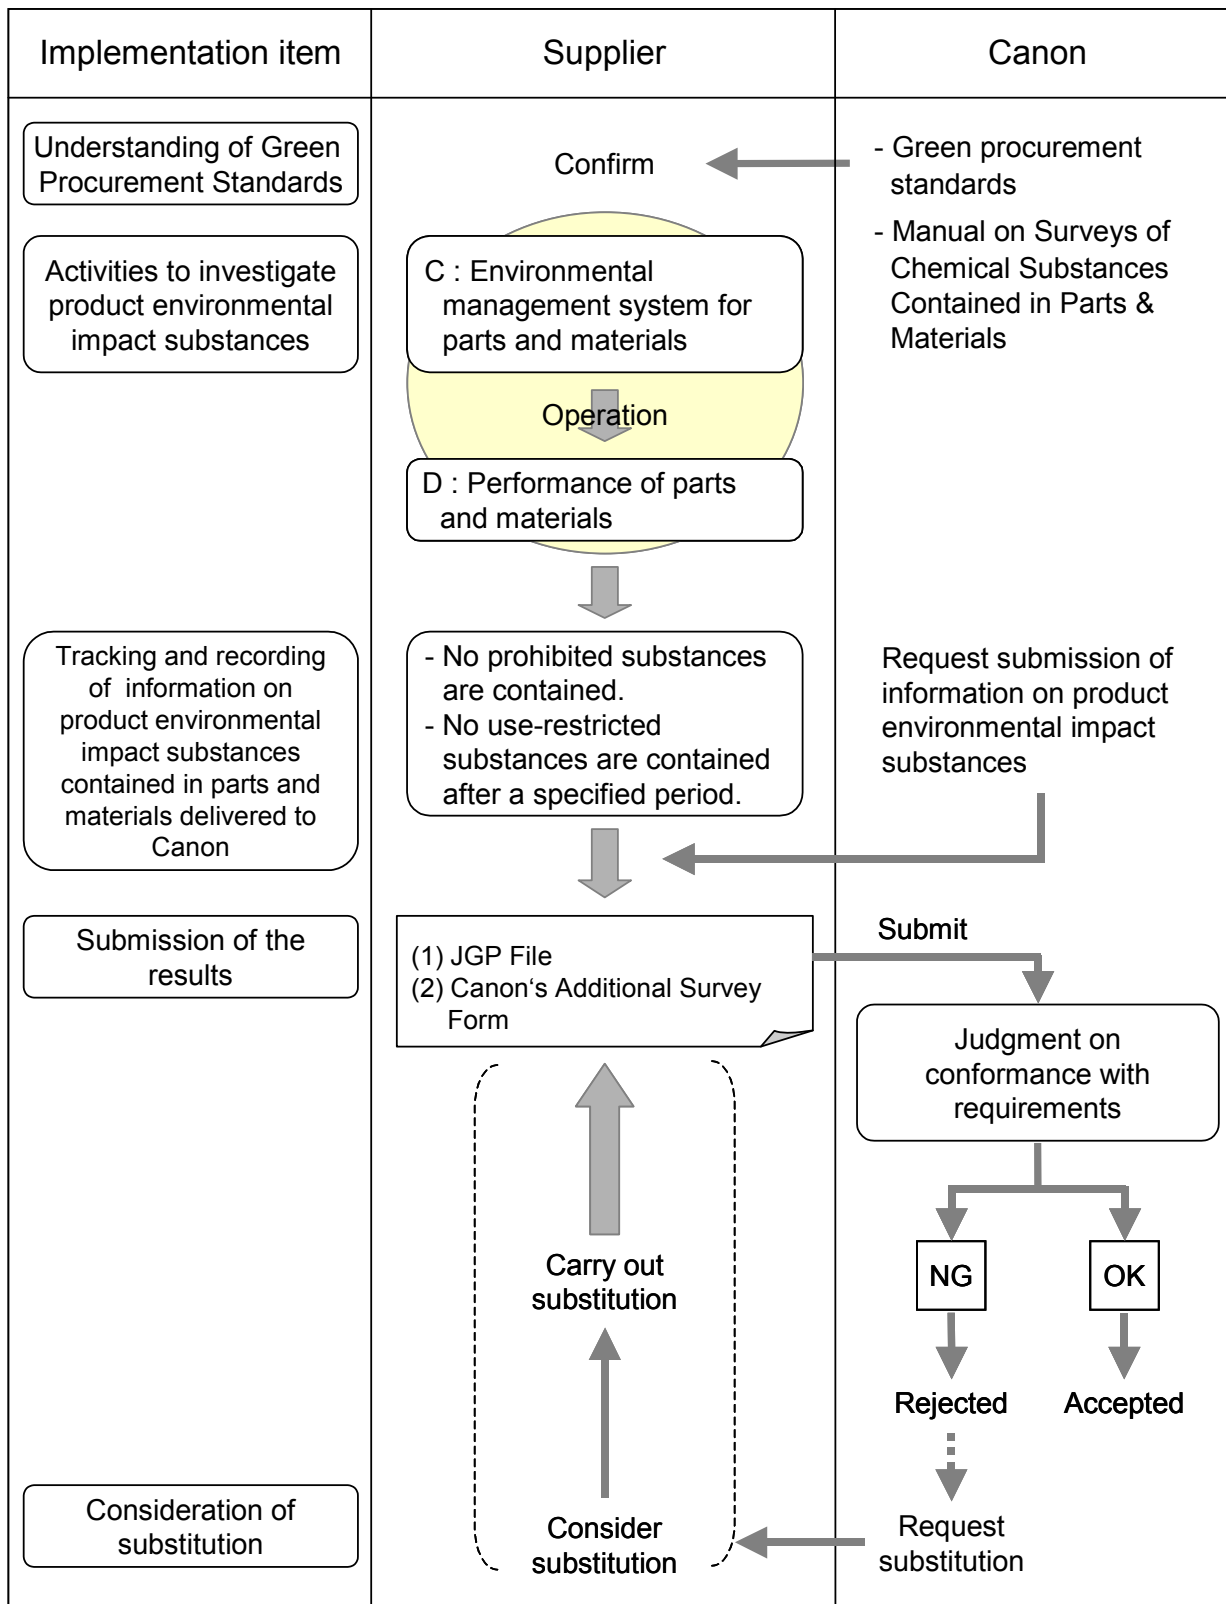 Implementation item
Supplier
Canon
Understanding of Green
Procurement Standards
Confirm
- Green procurement
standards
- Manual on Surveys of
Chemical Substances
Contained in Parts &
Materials
Activities to investigate
product environmental
impact substances
C : Environmental
management system for
parts and materials
Operation
D : Performance of parts
and materials
Tracking and recording
of information on
product environmental
impact substances
contained in parts and
materials delivered to
Canon
- No prohibited substances
are contained.
- No use-restricted
substances are contained
after a specified period.
Request submission of
information on product
environmental impact
substances
Submission of the
results
(1) JGP File
(2) Canon‘s Additional Survey
Form
Submit
Judgment on
conformance with
requirements
NG
OK
Rejected
Accepted
Carry out
substitution
Consideration of
substitution
Consider
substitution
Request
substitution